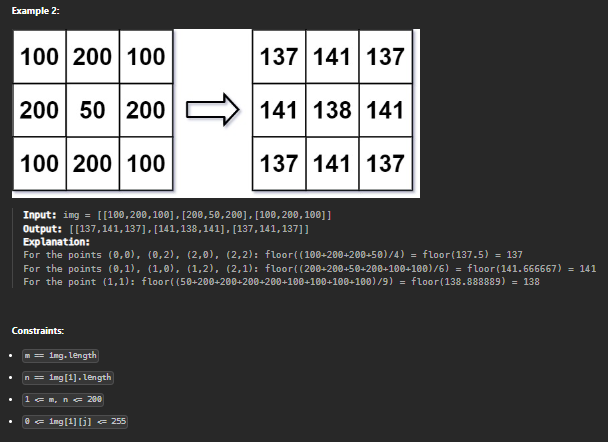 Example 2:
100 200 100 137 141 137
200 50 200 141 138 141
100 200 100 137 141 137
Input: img = [[100,200,100],[200,50,200],[100,200,100]]
Output: [[137,141,137],[141,138,141],[137,141,137]]
Explanation:
For the points (0,0), (0,2), (2,0), (2,2): floor((100+200+200+50)/4) = floor(137.5) = 137
For the points (0,1), (1,0), (1,2), (2,1): floor((200+200+50+200+100+100)/6) = floor(141.666667) = 141
For the point (1,1): floor((50+200+200+200+200+100+100+100+100)/9) = floor(138.888889) = 138
Constraints:
• m == img.length
• n == img[i].length
• 1 <= m, n <= 200
• 0 <= img[i][j] <= 255